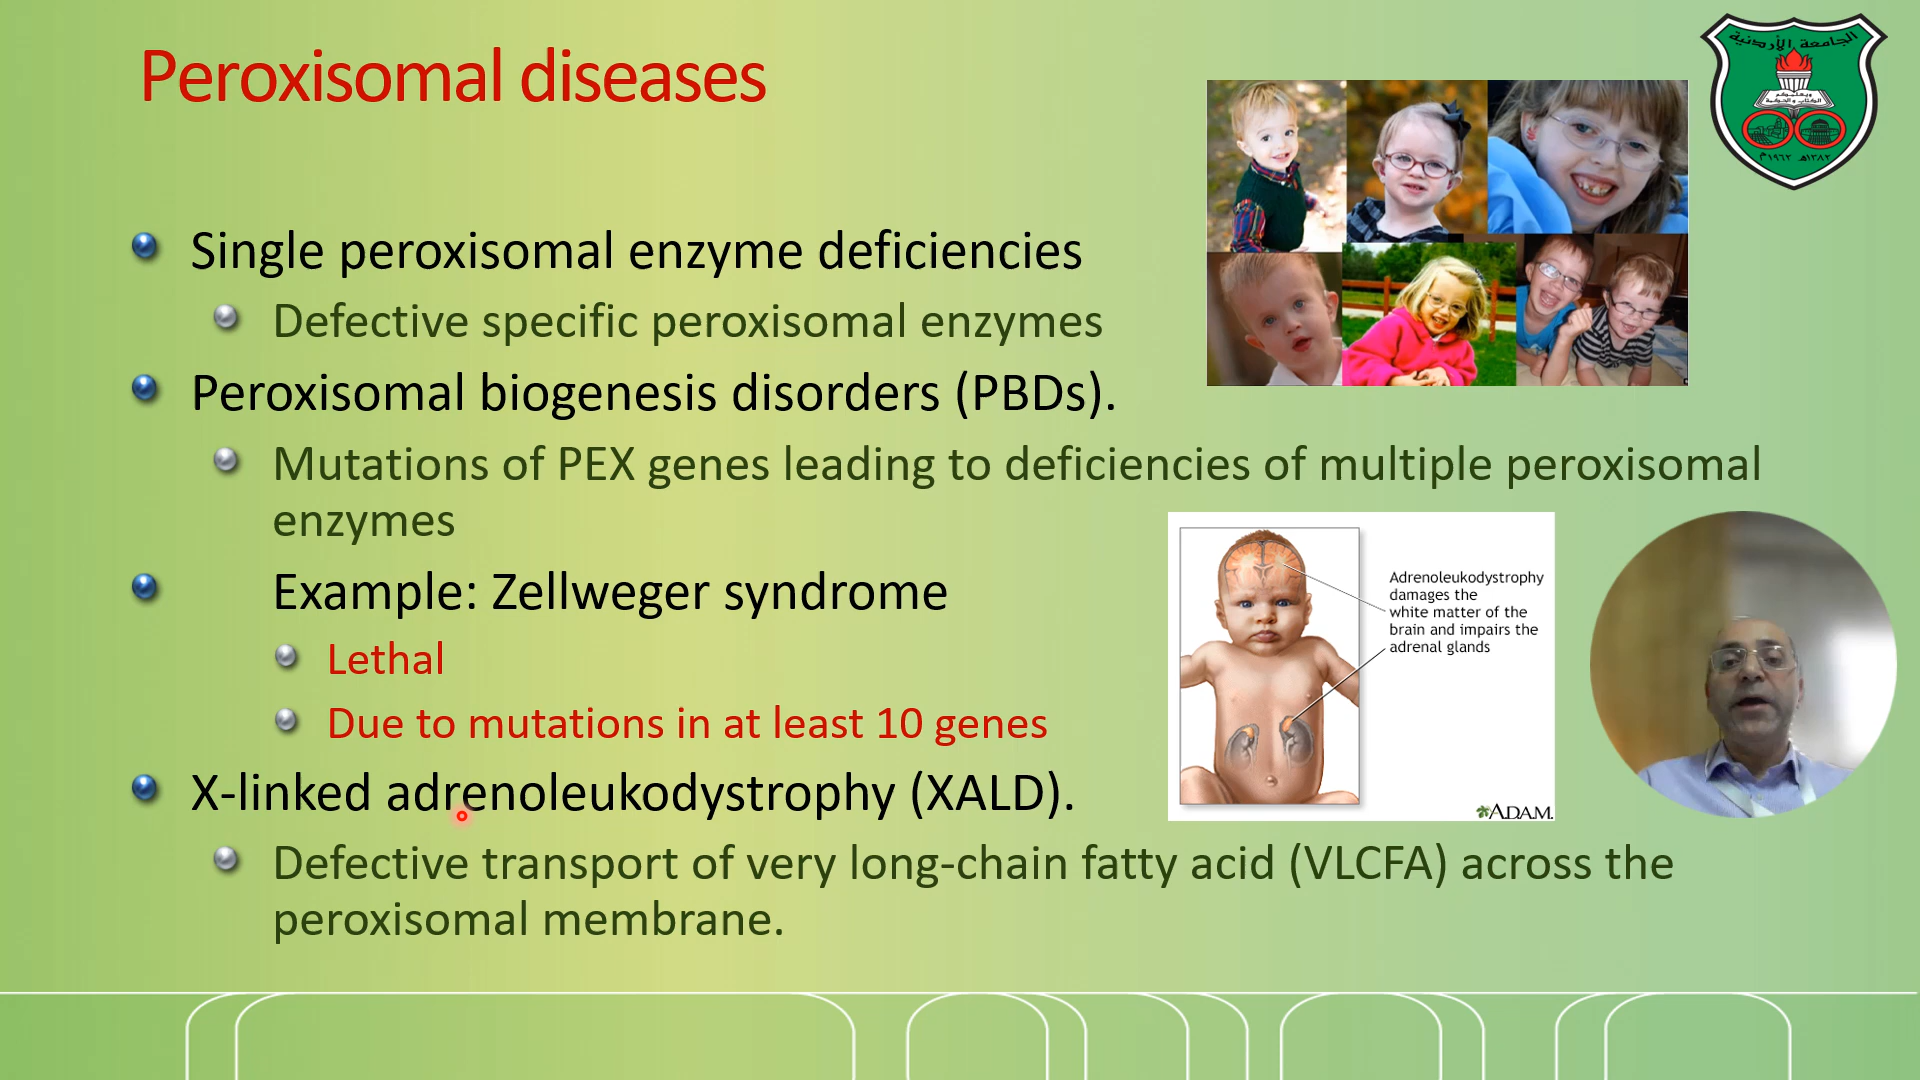 Peroxisomal diseases
الجامعة الأردنية
Single peroxisomal enzyme deficiencies
Defective specific peroxisomal enzymes
Peroxisomal biogenesis disorders (PBDs).
Mutations of PEX genes leading to deficiencies of multiple peroxisomal
enzymes
Example: Zellweger syndrome
Lethal
Due to mutations in at least 10 genes
X-linked adrenoleukodystrophy (XALD).
Defective transport of very long-chain fatty acid (VLCFA) across the
peroxisomal membrane.
Adrenoleukodystrophy
damages the
white matter of the
brain and impairs the
adrenal glands
ADAM.